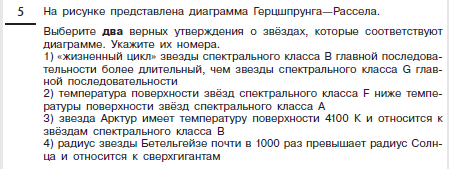 5 На рисунке представлена диаграмма Герцшпрунга—Рассела.
Выберите два верных утверждения о звёздах, которые соответствуют
диаграмме. Укажите их номера.
1) «жизненный цикл» звезды спектрального класса В главной последова-
тельности более длительный, чем звезды спектрального класса G глав-
ной последовательности
2) температура поверхности звёзд спектрального класса F ниже темпе-
ратуры поверхности звёзд спектрального класса А
3) звезда Арктур имеет температуру поверхности 4100 К и относится к
звёздам спектрального класса В
4) радиус звезды Бетельгейзе почти в 1000 раз превышает радиус Солн-
ца и относится к сверхгигантам